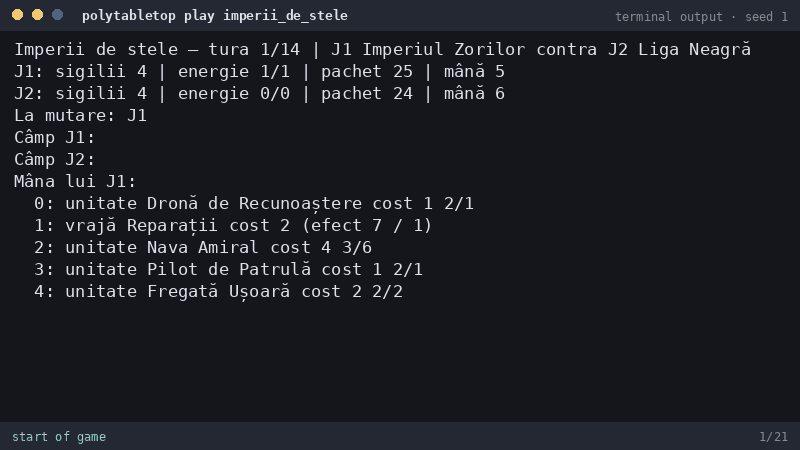 polytabletop play imperii_de_stele
terminal output · seed 1
Imperii de stele — tura 1/14 | J1 Imperiul Zorilor contra J2 Liga Neagră
J1: sigilii 4 | energie 1/1 | pachet 25 | mână 5
J2: sigilii 4 | energie 0/0 | pachet 24 | mână 6
La mutare: J1
Câmp J1:
Câmp J2:
Mâna lui J1:
0: unitate Dronă de Recunoaștere cost 1 2/1
1: vrajă Reparații cost 2 (efect 7 / 1)
2: unitate Nava Amiral cost 4 3/6
3: unitate Pilot de Patrulă cost 1 2/1
4: unitate Fregată Ușoară cost 2 2/2
start of game
1/21